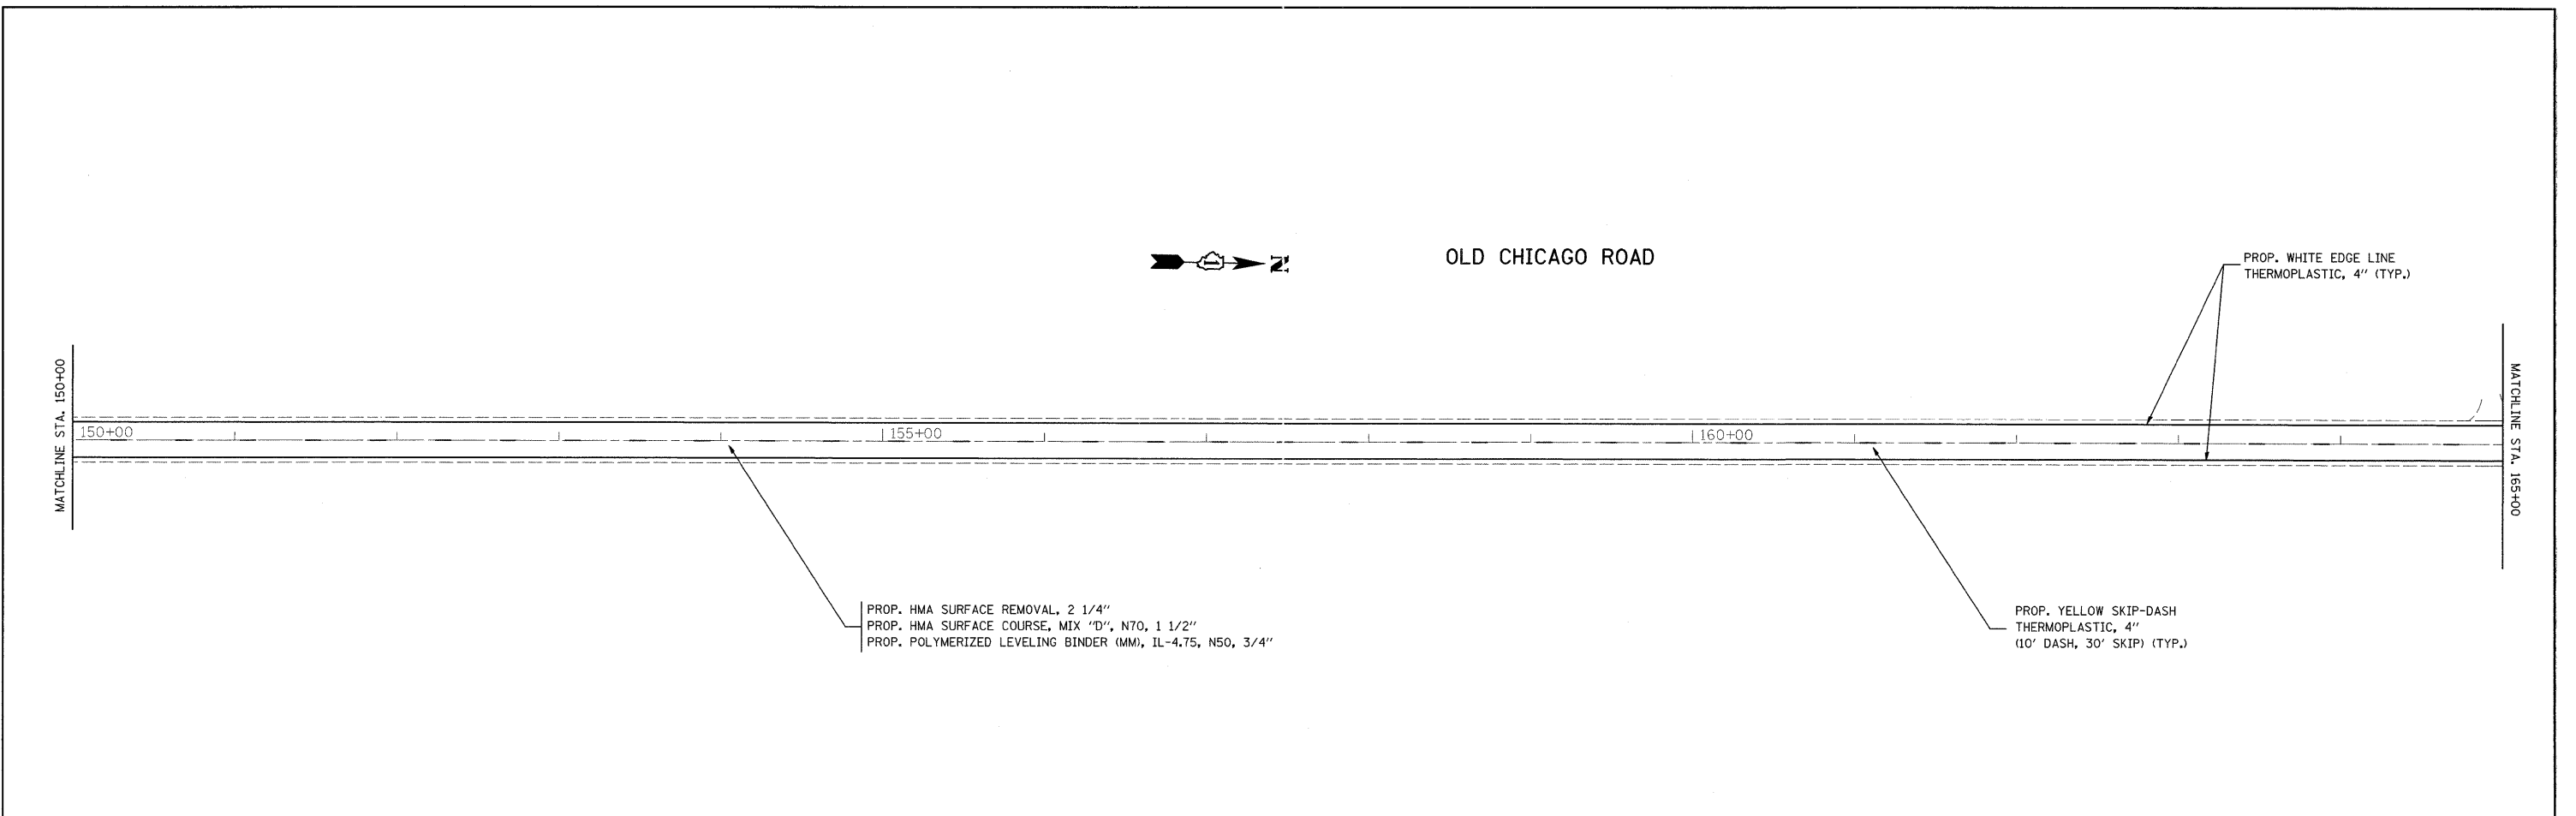 N
OLD CHICAGO ROAD
PROP. WHITE EDGE LINE
THERMOPLASTIC, 4" (TYP.)
MATCHLINE STA. 150+00
150+00
155+00
160+00
MATCHLINE STA. 165+00
PROP. HMA SURFACE REMOVAL, 2 1/4"
PROP. HMA SURFACE COURSE, MIX "D", N70, 1 1/2"
PROP. POLYMERIZED LEVELING BINDER (MM), IL-4.75, N50, 3/4"
PROP. YELLOW SKIP-DASH
THERMOPLASTIC, 4"
(10' DASH, 30' SKIP) (TYP.)